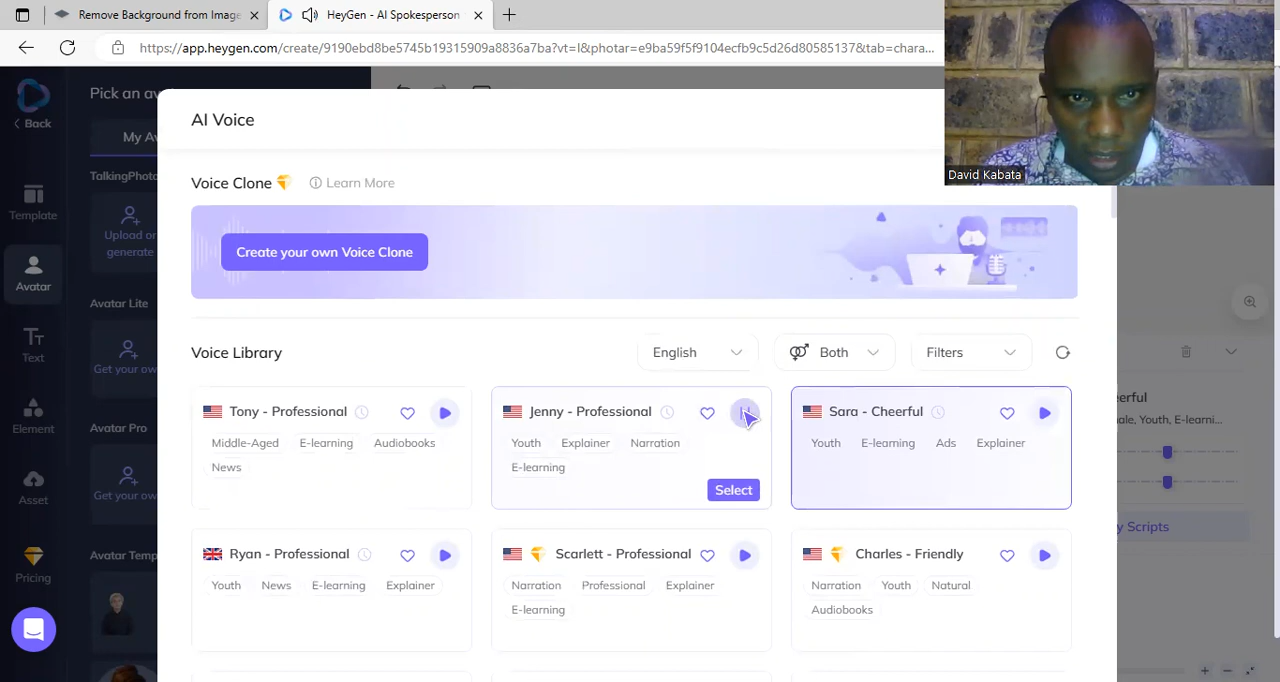 Remove Background from Image
HeyGen - AI Spokesperson
https://app.heygen.com/create/9190ebd8be5745b19315909a8836a7ba?vt=l&photar=e9ba59f5f9104ecfb9c5d26d80585137&tab=chara...
David Kabata
Back
Template
Avatar
Text
Element
Asset
Pricing
Pick an ava
My Av
TalkingPhoto
Upload or
generate
Avatar Lite
Get your ow
Avatar Pro
Get your ow
Avatar Temp
AI Voice
Voice Clone
Learn More
Create your own Voice Clone
Voice Library
English
Both
Filters
Tony - Professional
Middle-Aged E-learning Audiobooks
News
Jenny - Professional
Youth Explainer Narration
E-learning
Select
Sara - Cheerful
Youth E-learning Ads Explainer
Ryan - Professional
Youth News E-learning Explainer
Scarlett - Professional
Narration Professional Explainer
E-learning
Charles - Friendly
Narration Youth Natural
Audiobooks
eerful
ale, Youth, E-learni...
y Scripts